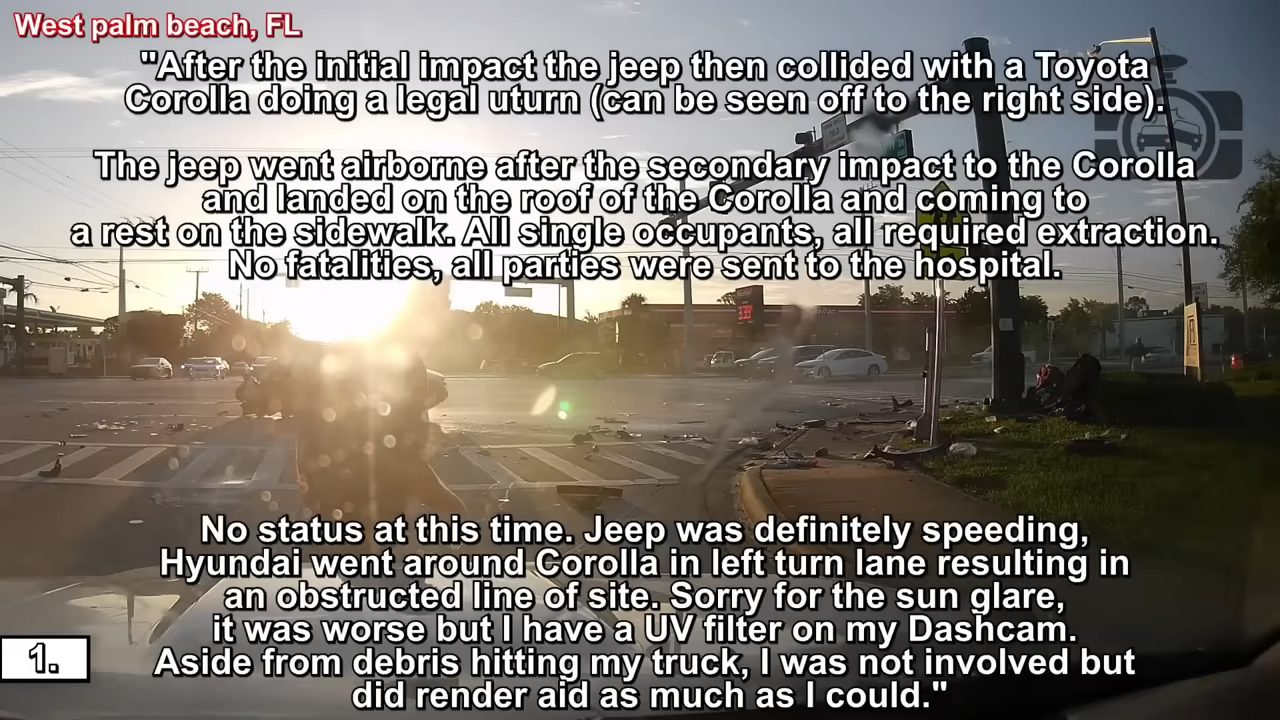 West palm beach, FL
"After the initial impact the jeep then collided with a Toyota
Corolla doing a legal uturn (can be seen off to the right side).
The jeep went airborne after the secondary impact to the Corolla
and landed on the roof of the Corolla and coming to
a rest on the sidewalk. All single occupants, all required extraction.
No fatalities, all parties were sent to the hospital.
No status at this time. Jeep was definitely speeding,
Hyundai went around Corolla in left turn lane resulting in
an obstructed line of site. Sorry for the sun glare,
it was worse but I have a UV filter on my Dashcam.
Aside from debris hitting my truck, I was not involved but
did render aid as much as I could."
1.